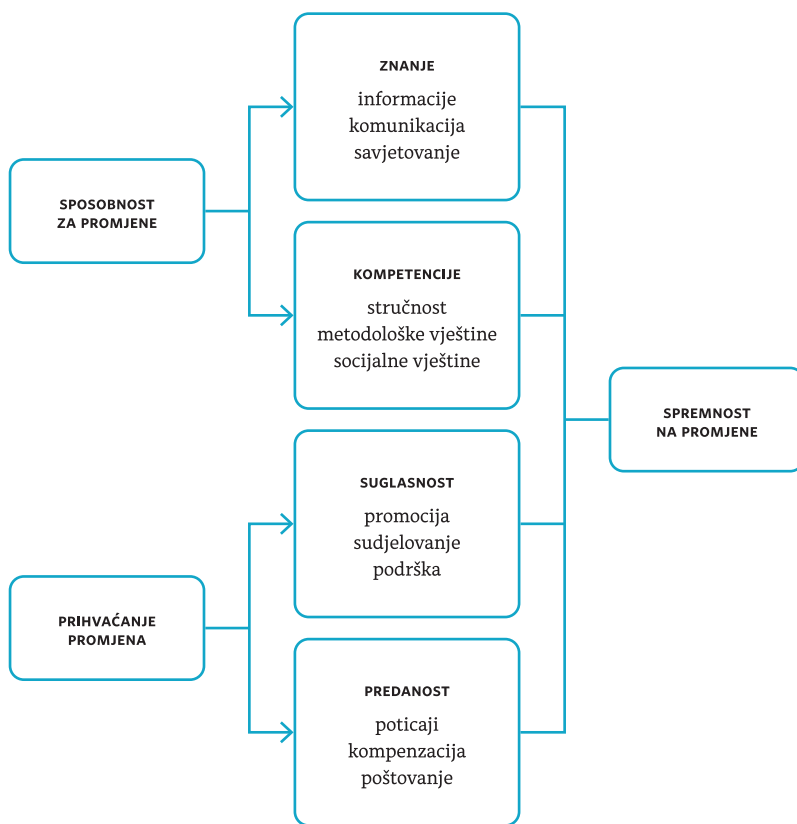 SPOSOBNOST
ZA PROMJENE
ZNANJE
informacije
komunikacija
savjetovanje
KOMPETENCIJE
stručnost
metodološke vještine
socijalne vještine
PRIHVAĆANJE
PROMJENA
SUGLASNOST
promocija
sudjelovanje
podrška
PREDANOST
poticaji
kompenzacija
poštovanje
SPREMNOST
NA PROMJENE